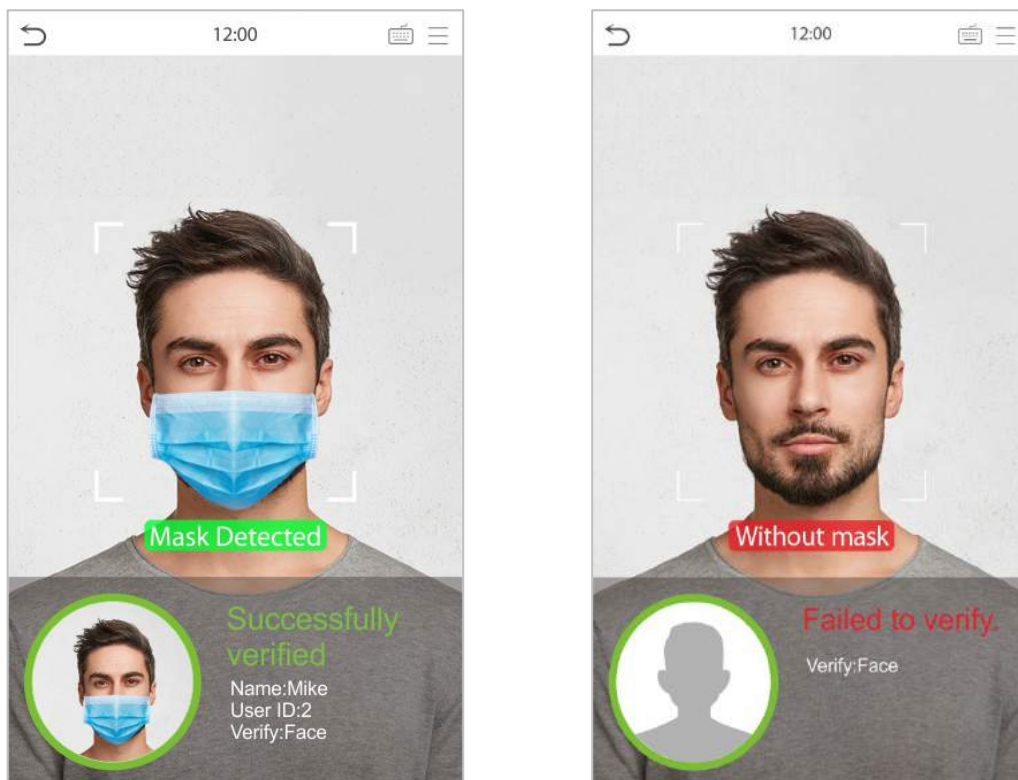 12:00
Mask Detected
Successfully
verified
Name:Mike
User ID:2
Verify:Face
12:00
Without mask
Failed to verify.
Verify:Face